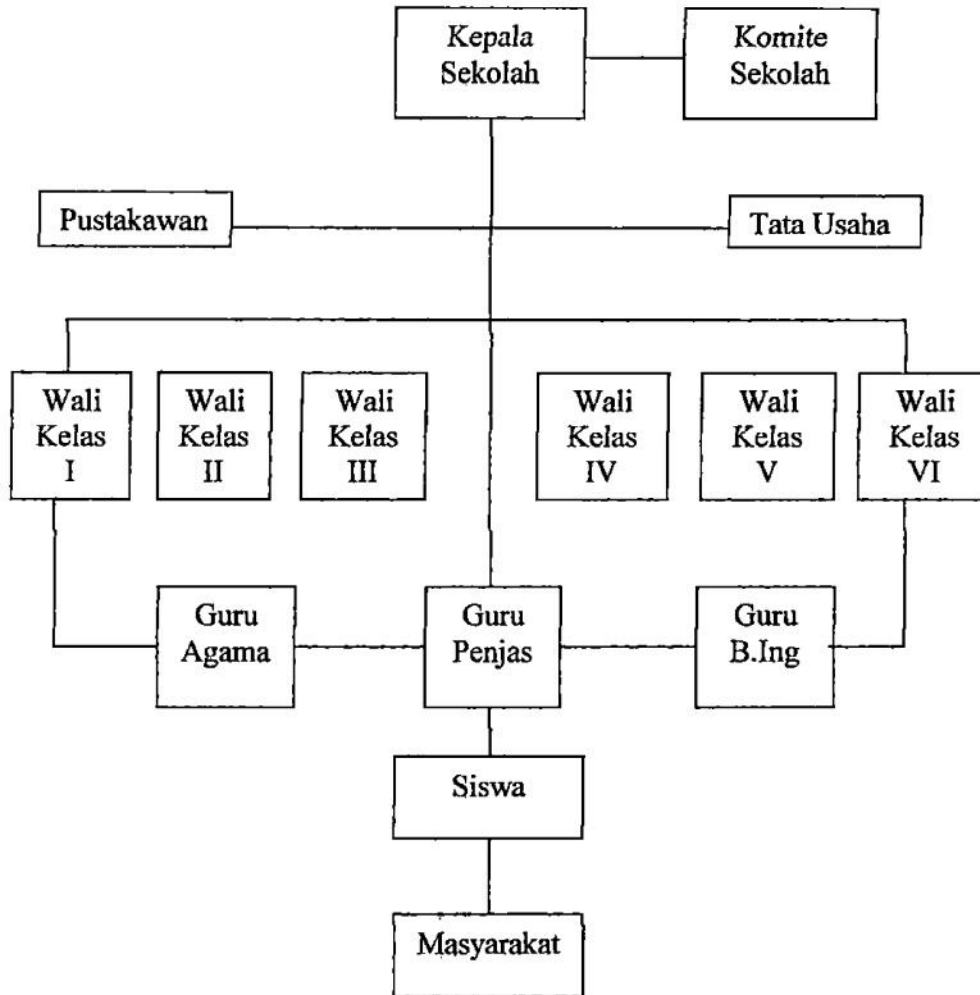 Kepala
Sekolah
Komite
Sekolah
Pustakawan
Tata Usaha
Wali
Kelas
I
Wali
Kelas
II
Wali
Kelas
III
Wali
Kelas
IV
Wali
Kelas
V
Wali
Kelas
VI
Guru
Agama
Guru
Penjas
Guru
B.Ing
Siswa
Masyarakat